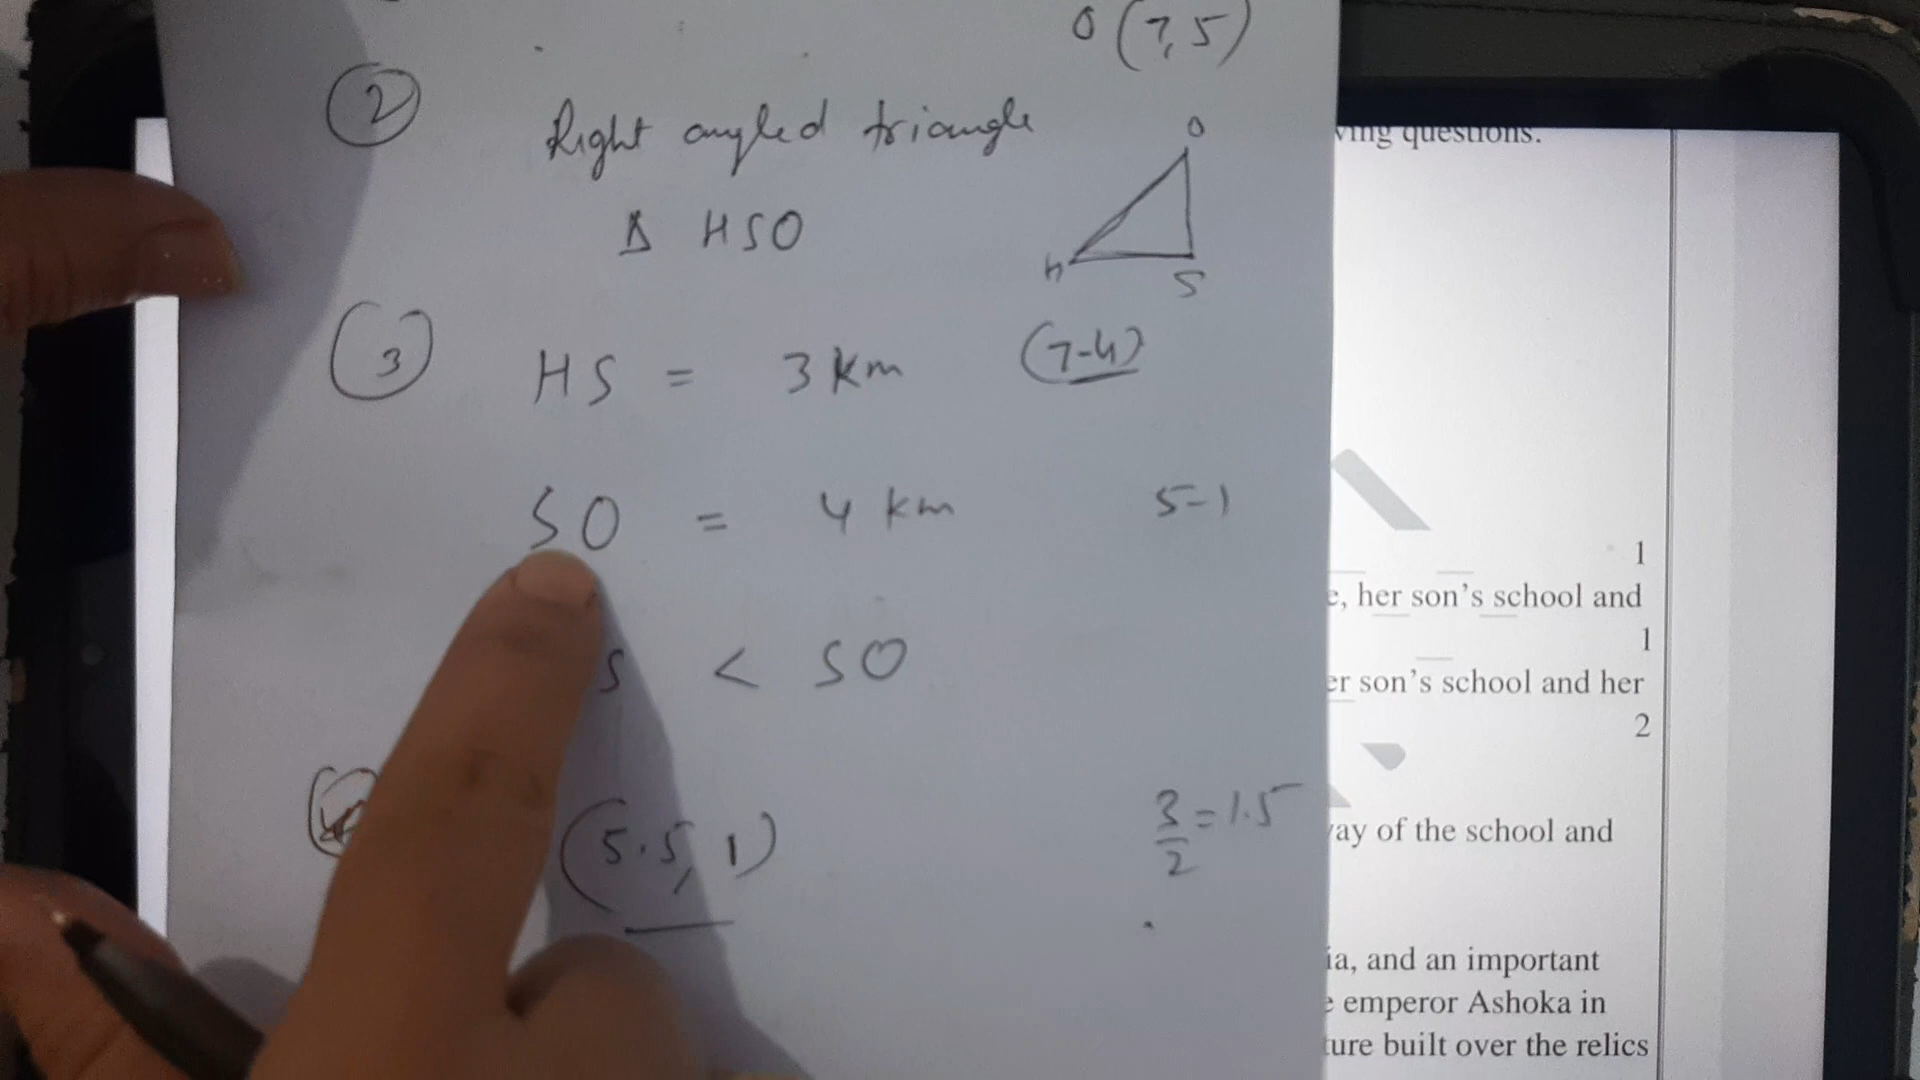 O (7,5)
2 Right angled triangle
Δ HSO
O
h
S
3 HS = 3 km (7-4)
SO = 4 km 5-1
S < SO
(5.5, 1) 3/2 = 1.5
ving questions.
1
e, her son's school and
1
er son's school and her
2
ay of the school and
ia, and an important
e emperor Ashoka in
ture built over the relics